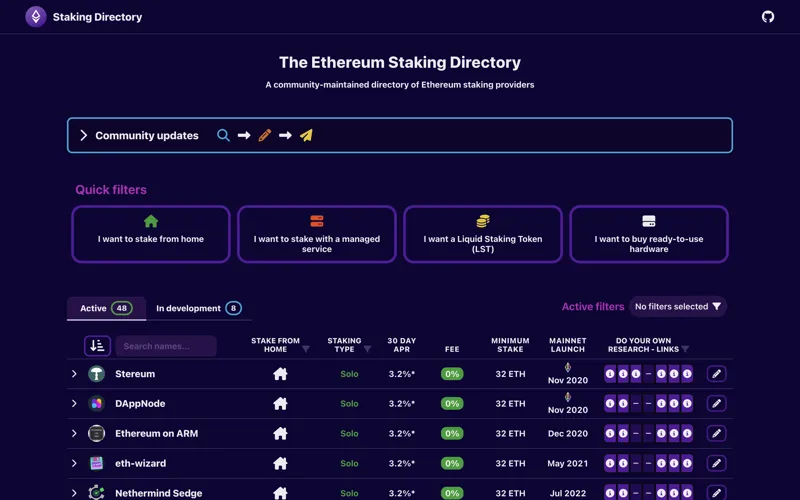 Staking Directory
The Ethereum Staking Directory
A community-maintained directory of Ethereum staking providers
Community updates
Quick filters
I want to stake from home
I want to stake with a managed
service
I want a Liquid Staking Token
(LST)
I want to buy ready-to-use
hardware
Active 48 In development 8
Active filters No filters selected
Search names...
STAKE FROM
HOME
STAKING
TYPE
30 DAY
APR
FEE
MINIMUM
STAKE
MAINNET
LAUNCH
DO YOUR OWN
RESEARCH - LINKS
Stereum Solo 3.2%* 0% 32 ETH Nov 2020
DAppNode Solo 3.2%* 0% 32 ETH Nov 2020
Ethereum on ARM Solo 3.2%* 0% 32 ETH Dec 2020
eth-wizard Solo 3.2%* 0% 32 ETH May 2021
Nethermind Sedge Solo 3.2%* 0% 32 ETH Jul 2022